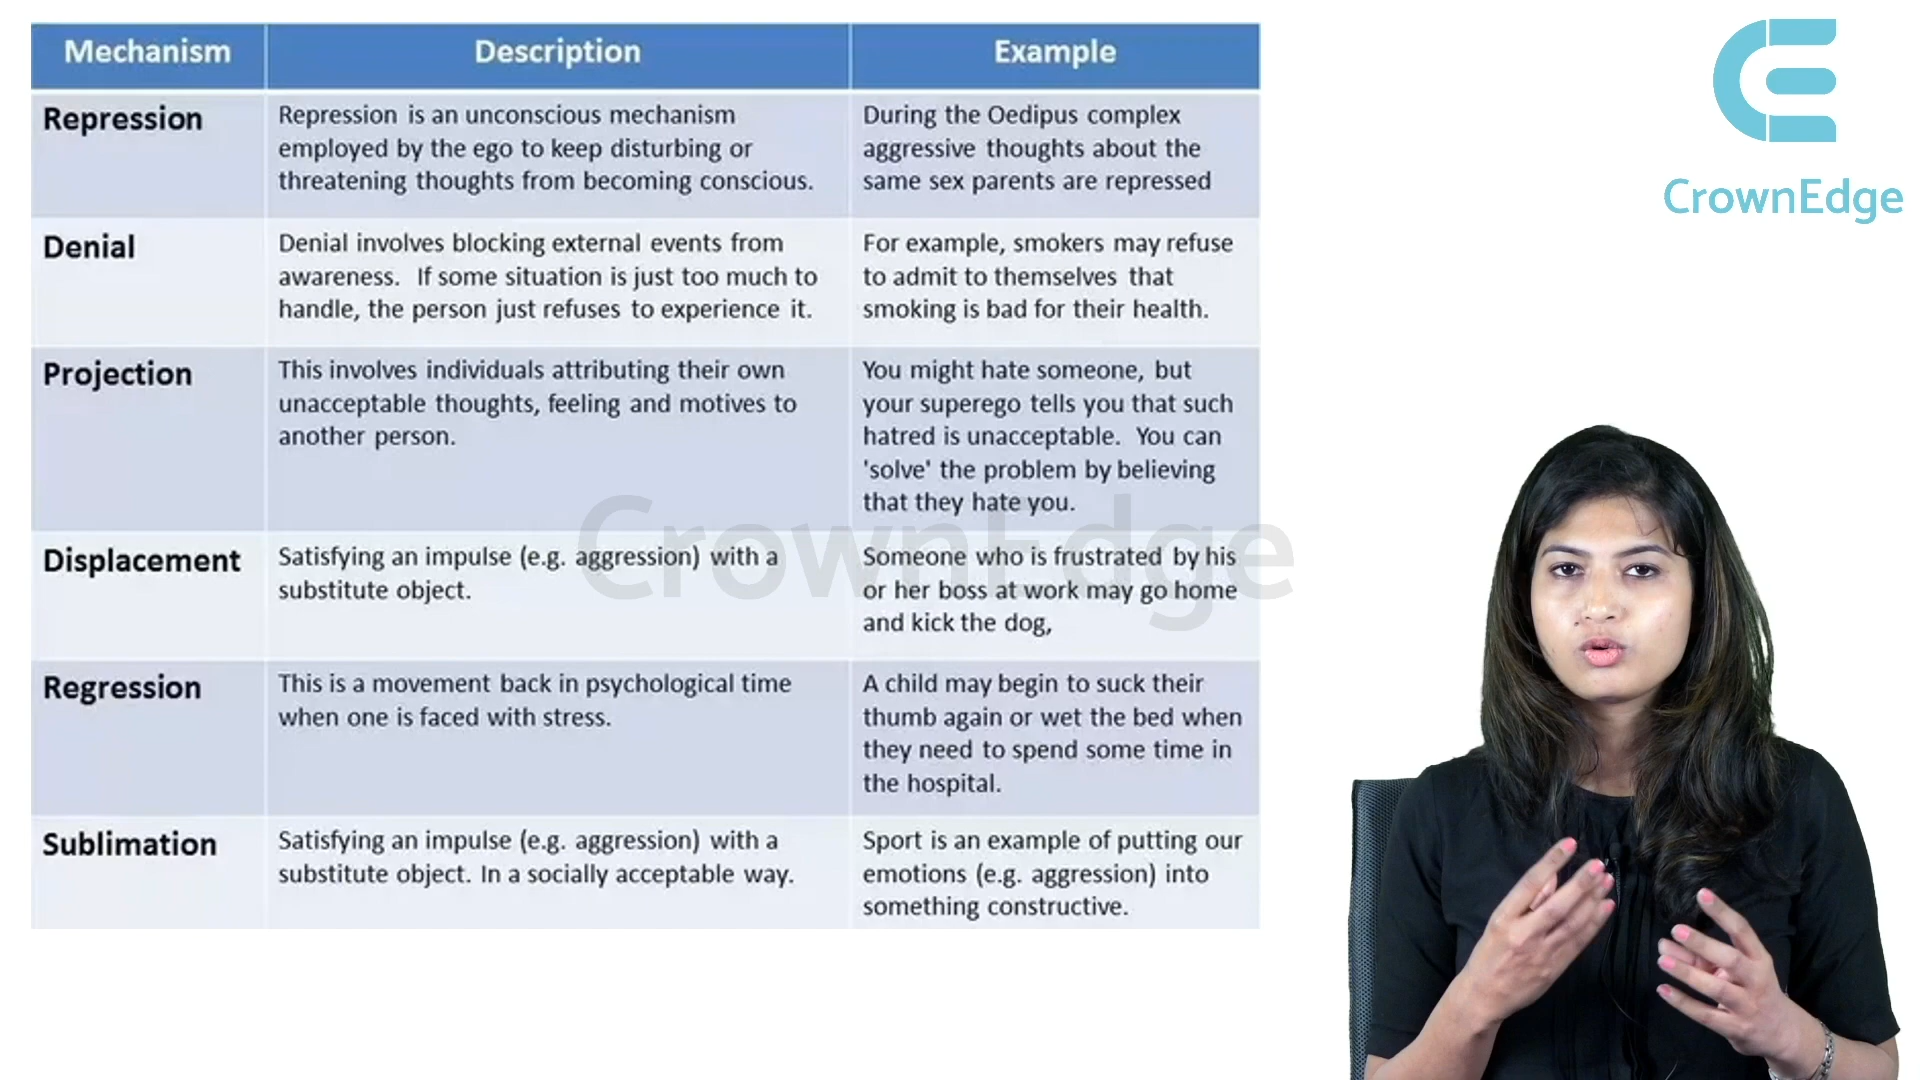 Mechanism Description Example
Repression
Repression is an unconscious mechanism
employed by the ego to keep disturbing or
threatening thoughts from becoming conscious.
During the Oedipus complex
aggressive thoughts about the
same sex parents are repressed
Denial
Denial involves blocking external events from
awareness. If some situation is just too much to
handle, the person just refuses to experience it.
For example, smokers may refuse
to admit to themselves that
smoking is bad for their health.
Projection
This involves individuals attributing their own
unacceptable thoughts, feeling and motives to
another person.
You might hate someone, but
your superego tells you that such
hatred is unacceptable. You can
'solve' the problem by believing
that they hate you.
Displacement
Satisfying an impulse (e.g. aggression) with a
substitute object.
Someone who is frustrated by his
or her boss at work may go home
and kick the dog,
Regression
This is a movement back in psychological time
when one is faced with stress.
A child may begin to suck their
thumb again or wet the bed when
they need to spend some time in
the hospital.
Sublimation
Satisfying an impulse (e.g. aggression) with a
substitute object. In a socially acceptable way.
Sport is an example of putting our
emotions (e.g. aggression) into
something constructive.
CrownEdge
CrownEdge